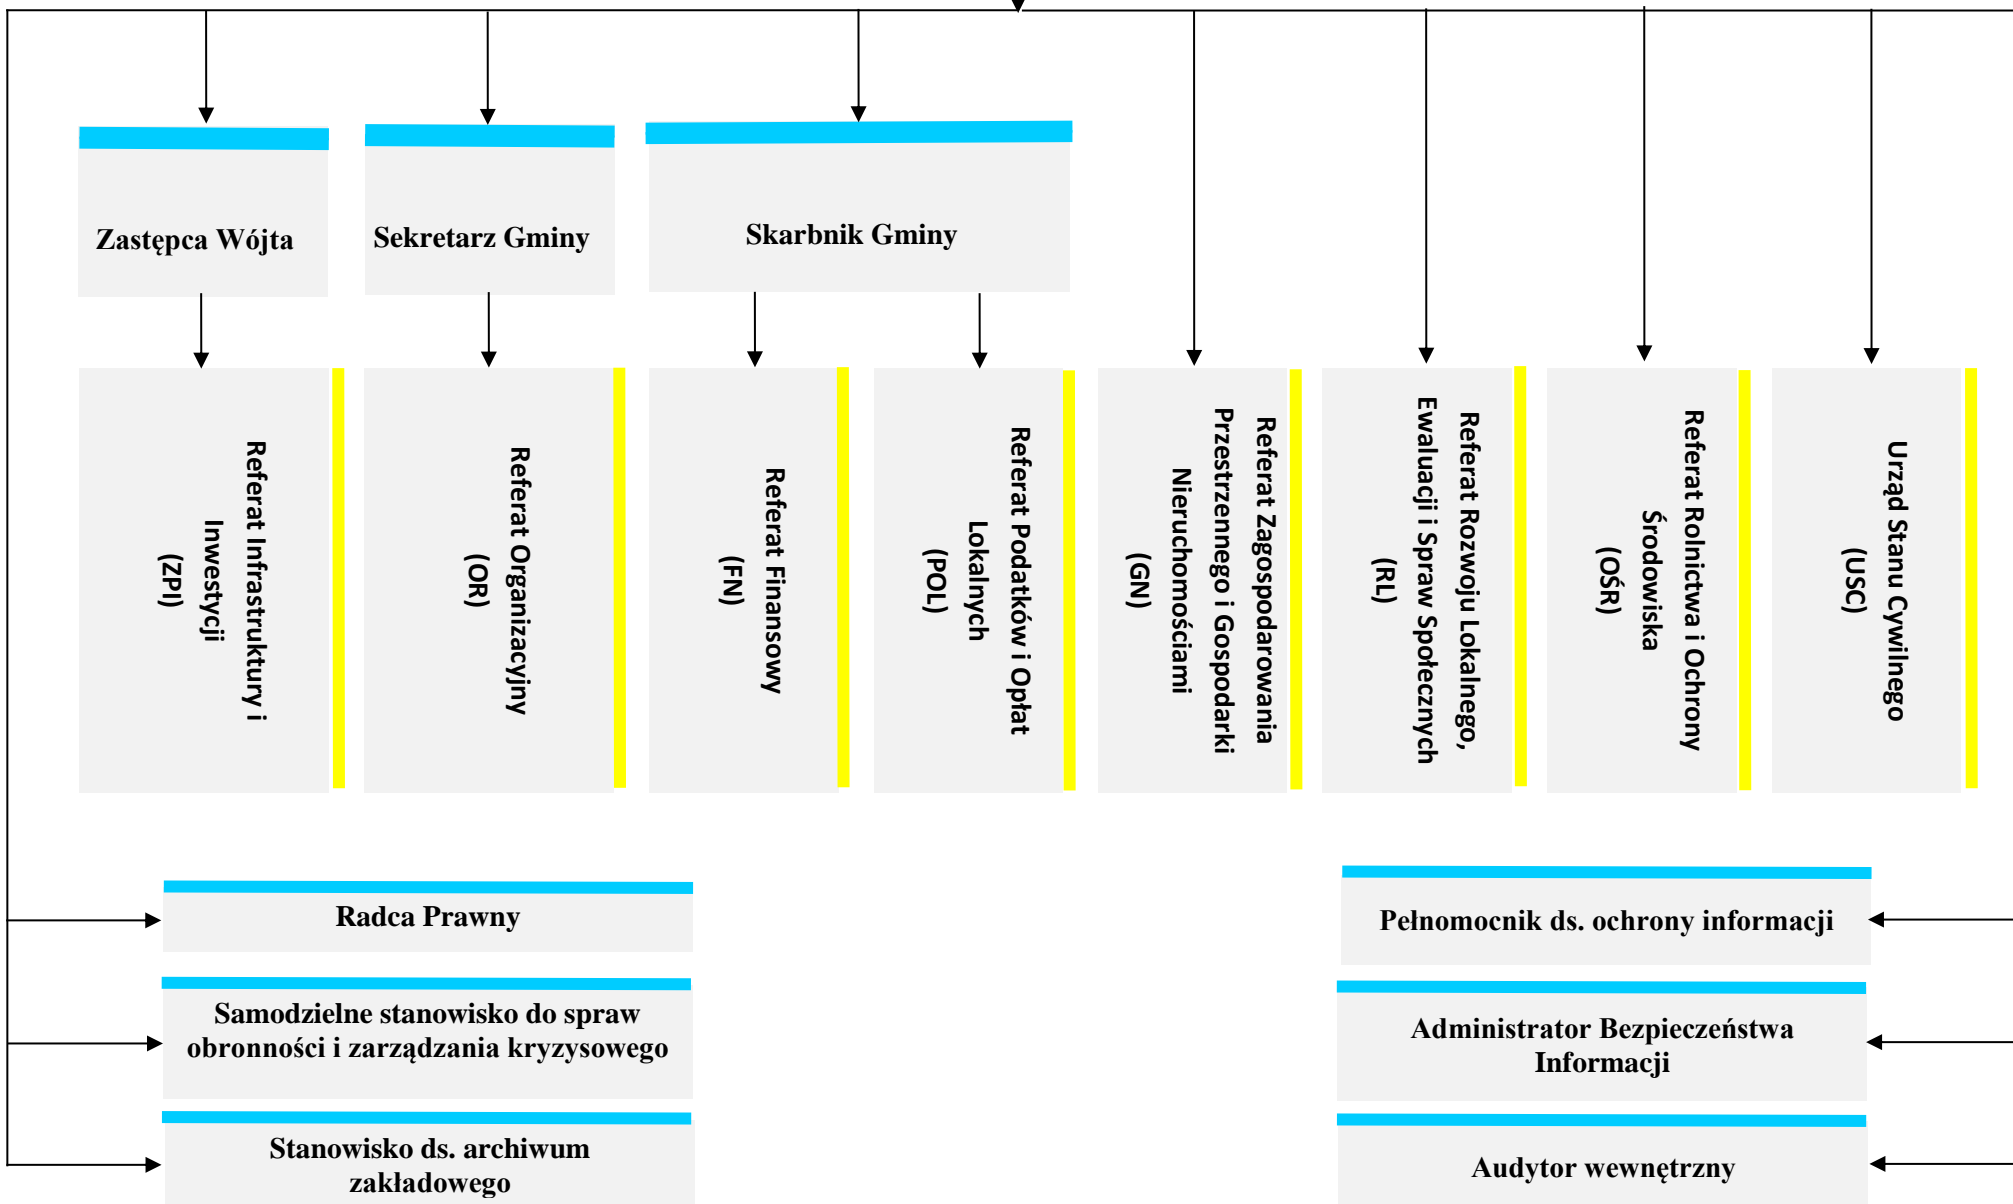 Zastępca Wójta
Sekretarz Gminy
Skarbnik Gminy
Referat Infrastruktury i
Inwestycji
(ZPI)
Referat Organizacyjny
(OR)
Referat Finansowy
(FN)
Referat Podatków i Opłat
Lokalnych
(POL)
Referat Zagospodarowania
Przestrzennego i Gospodarki
Nieruchomościami
(GN)
Referat Rozwoju Lokalnego,
Ewaluacji i Spraw Społecznych
(RL)
Referat Rolnictwa i Ochrony
Środowiska
(OŚR)
Urząd Stanu Cywilnego
(USC)
Radca Prawny
Samodzielne stanowisko do spraw
obronności i zarządzania kryzysowego
Stanowisko ds. archiwum
zakładowego
Pełnomocnik ds. ochrony informacji
Administrator Bezpieczeństwa
Informacji
Audytor wewnętrzny